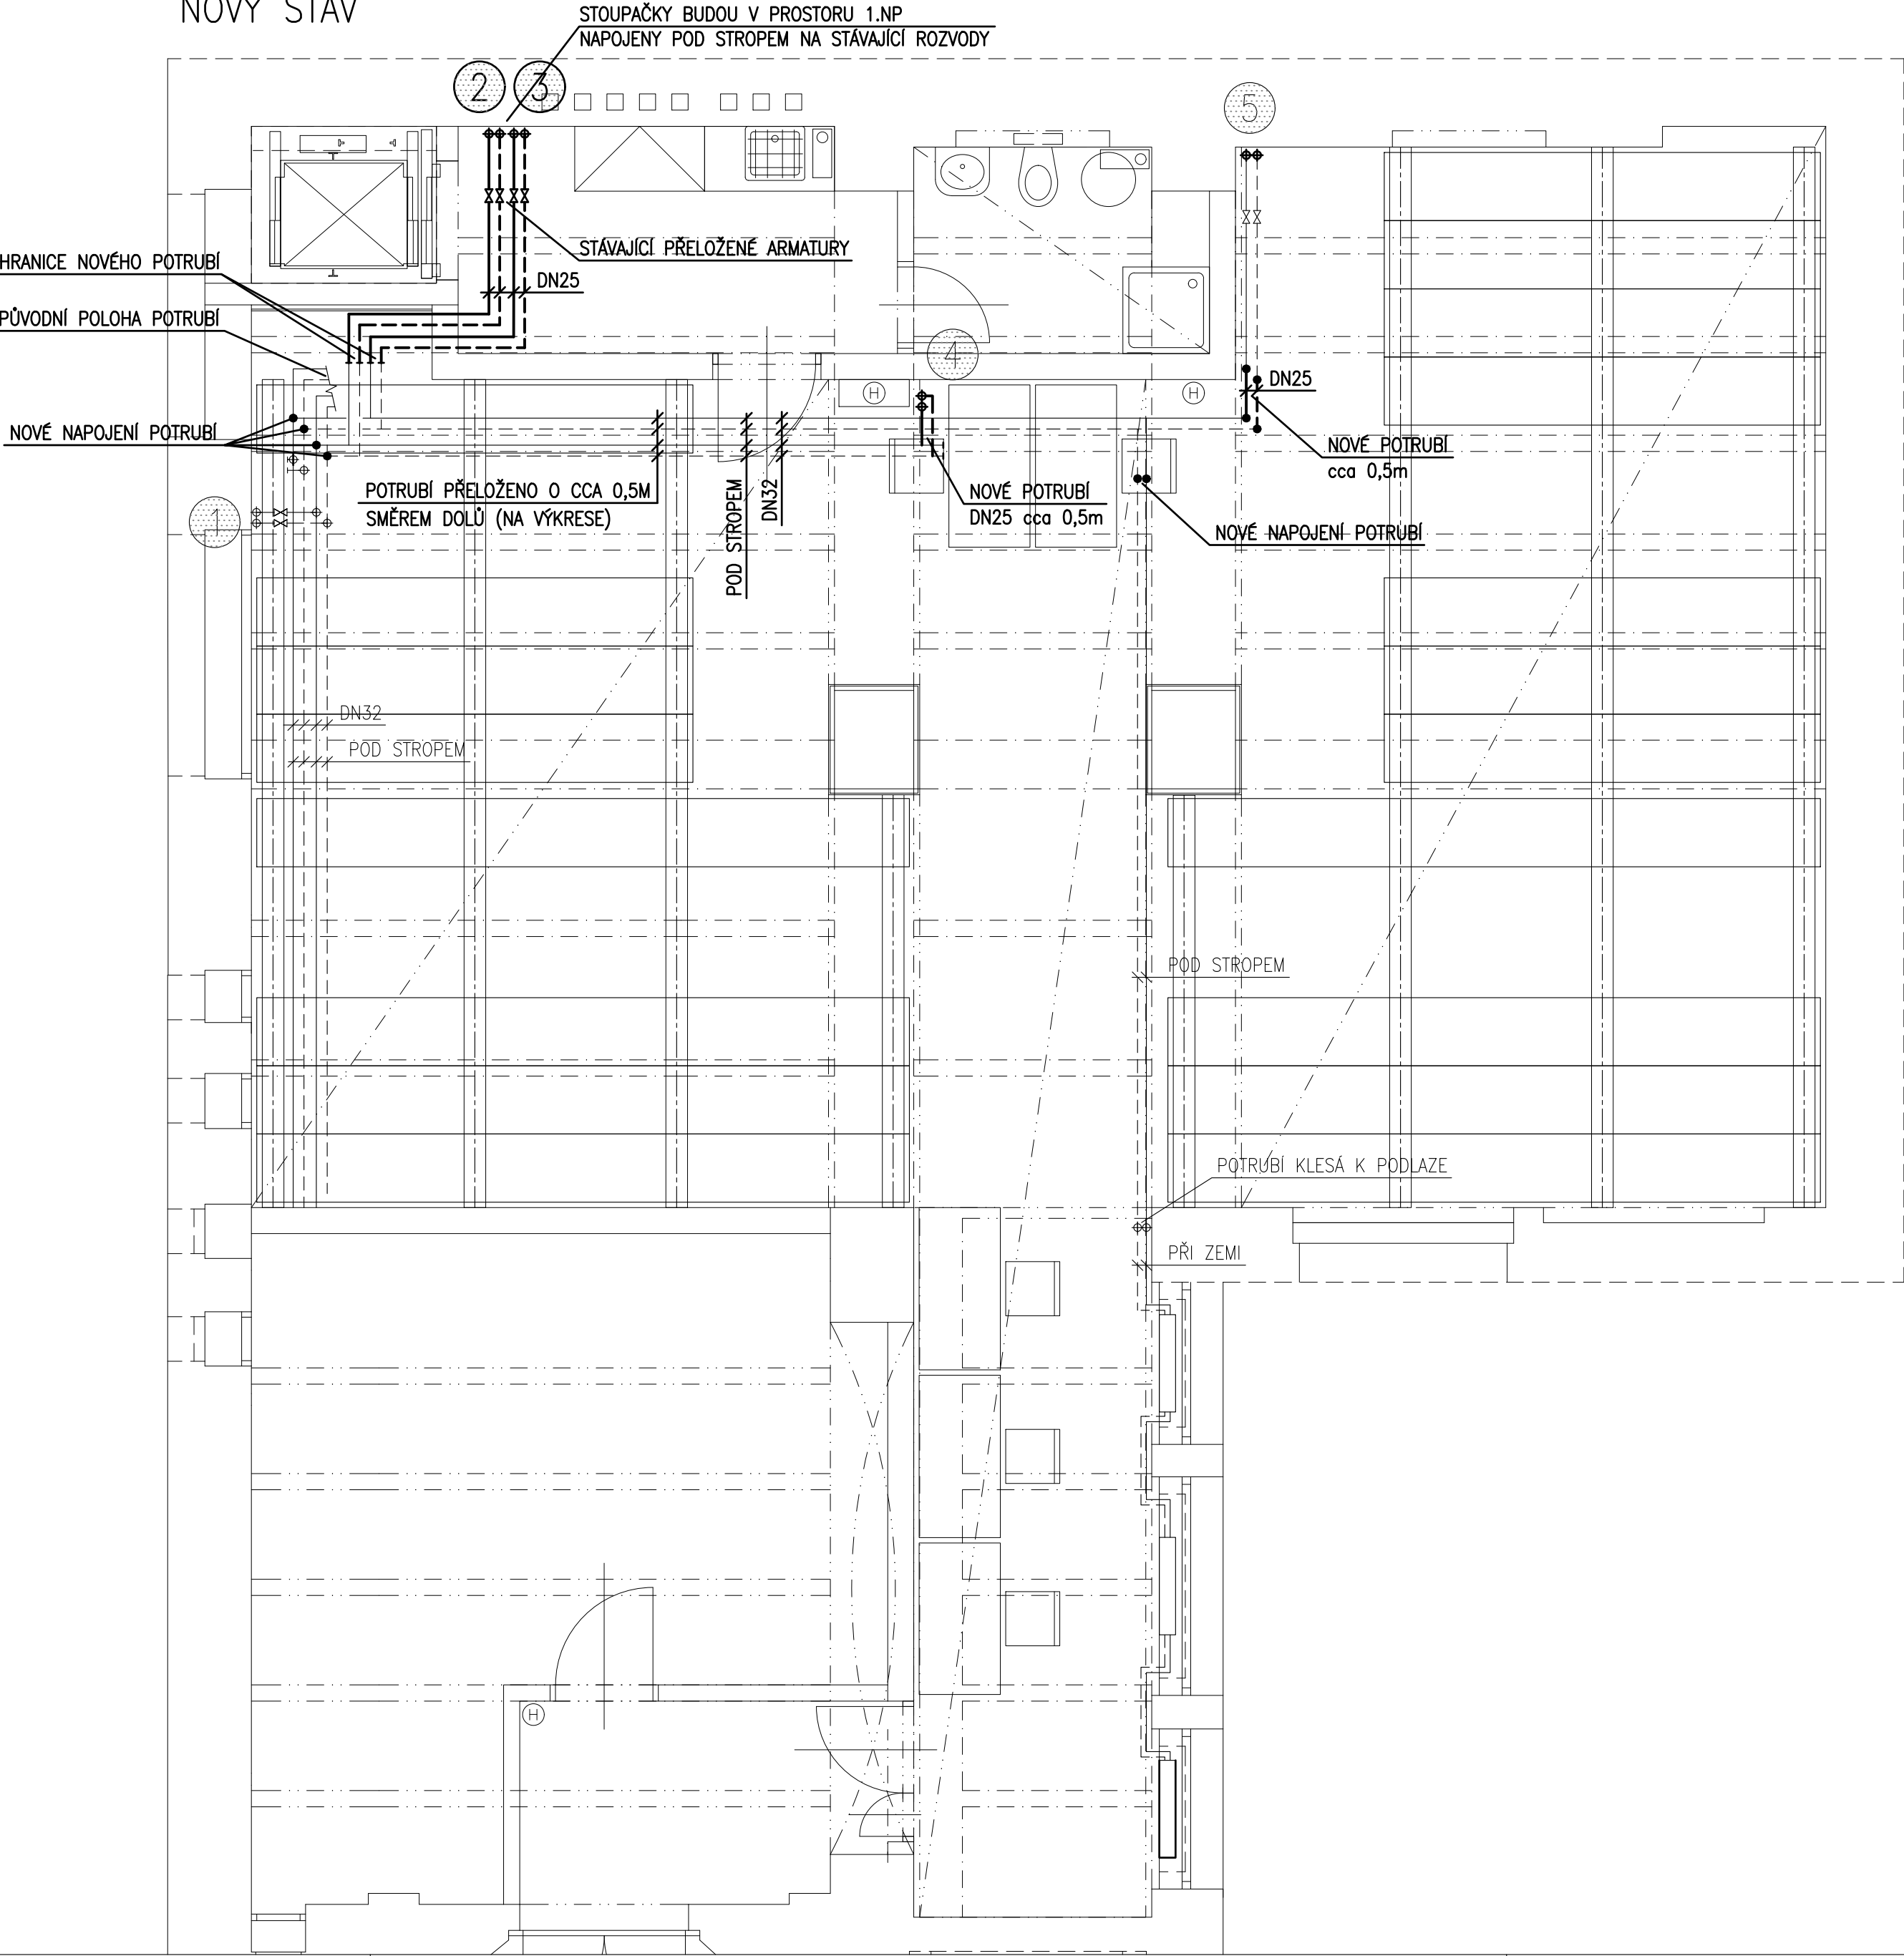 NOVÝ STAV
STOUPAČKY BUDOU V PROSTORU 1.NP
NAPOJENY POD STROPEM NA STÁVAJÍCÍ ROZVODY
2
3
5
STÁVAJÍCÍ PŘELOŽENÉ ARMATURY
HRANICE NOVÉHO POTRUBÍ
DN25
PŮVODNÍ POLOHA POTRUBÍ
4
DN25
H
H
NOVÉ NAPOJENÍ POTRUBÍ
NOVÉ POTRUBÍ
cca 0,5m
POTRUBÍ PŘELOŽENO O CCA 0,5M
SMĚREM DOLŮ (NA VÝKRESE)
POD STROPEM
DN32
NOVÉ POTRUBÍ
DN25 cca 0,5m
1
NOVÉ NAPOJENÍ POTRUBÍ
DN32
POD STROPEM
POD STROPEM
POTRUBÍ KLESÁ K PODLAZE
PŘI ZEMI
H